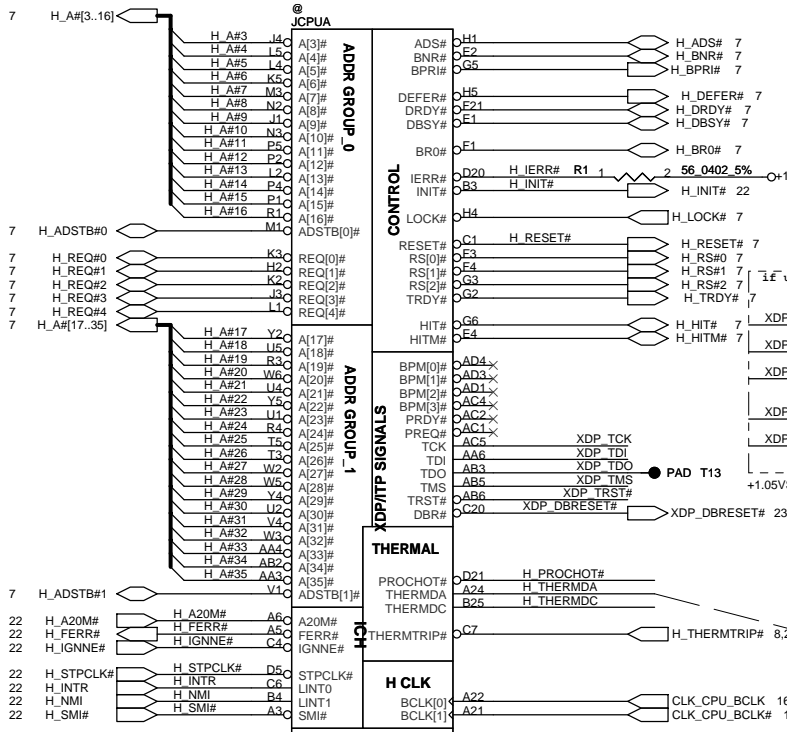 7 H_A#[3..16]
@
JCPUA
H_A#3 J4 A[3]# ADS# H1 H_ADS# 7
H_A#4 L5 A[4]# BNR# E2 H_BNR# 7
H_A#5 L4 A[5]# BPRI# G5 H_BPRI# 7
H_A#6 K5 A[6]#
H_A#7 M3 A[7]# DEFER# H5 H_DEFER# 7
H_A#8 N2 A[8]# DRDY# F21 H_DRDY# 7
H_A#9 J1 A[9]# DBSY# E1 H_DBSY# 7
H_A#10 N3 A[10]#
H_A#11 P5 A[11]# BR0# F1 H_BR0# 7
H_A#12 P2 A[12]#
H_A#13 L2 A[13]# IERR# D20 H_IERR# R1 1 2 56_0402_5% +1
H_A#14 P4 A[14]# INIT# B3 H_INIT# H_INIT# 22
H_A#15 P1 A[15]#
H_A#16 R1 A[16]# LOCK# H4 H_LOCK# 7
7 H_ADSTB#0 M1 ADSTB[0]#
ADDR GROUP_0
CONTROL
RESET# C1 H_RESET# H_RESET# 7
7 H_REQ#0 K3 REQ[0]# RS[0]# F3 H_RS#0 7
7 H_REQ#1 H2 REQ[1]# RS[1]# F4 H_RS#1 7
7 H_REQ#2 K2 REQ[2]# RS[2]# G3 H_RS#2 7
7 H_REQ#3 J3 REQ[3]# TRDY# G2 H_TRDY# 7
7 H_REQ#4 L1 REQ[4]#
if
7 H_A#[17..35] HIT# G6 H_HIT# 7
H_A#17 Y2 A[17]# HITM# E4 H_HITM# 7
H_A#18 U5 A[18]#
H_A#19 R3 A[19]# BPM[0]# AD4
H_A#20 W6 A[20]# BPM[1]# AD3
H_A#21 U4 A[21]# BPM[2]# AD1
H_A#22 Y5 A[22]# BPM[3]# AC4
H_A#23 U1 A[23]# PRDY# AC2
H_A#24 R4 A[24]# PREQ# AC1
H_A#25 T5 A[25]# TCK AC5 XDP_TCK
H_A#26 T3 A[26]# TDI AA6 XDP_TDI
H_A#27 W2 A[27]# TDO AB3 XDP_TDO PAD T13
H_A#28 W5 A[28]# TMS AB5 XDP_TMS
H_A#29 Y4 A[29]# TRST# AB6 XDP_TRST#
H_A#30 U2 A[30]# DBR# C20 XDP_DBRESET# XDP_DBRESET# 23
H_A#31 V4 A[31]#
H_A#32 W3 A[32]#
H_A#33 AA4 A[33]#
H_A#34 AB2 A[34]#
H_A#35 AA3 A[35]#
7 H_ADSTB#1 V1 ADSTB[1]#
ADDR GROUP_1
XDP/ITP SIGNALS
XDP
XDP
XDP
XDP
XDP
+1.05VS
THERMAL
PROCHOT# D21 H_PROCHOT#
THERMDA A24 H_THERMDA
THERMDC B25 H_THERMDC
22 H_A20M# H_A20M# A6 A20M#
22 H_FERR# H_FERR# A5 FERR# THERMTRIP# C7 H_THERMTRIP# 8,2
22 H_IGNNE# H_IGNNE# C4 IGNNE#
ICH
22 H_STPCLK# H_STPCLK# D5 STPCLK#
22 H_INTR H_INTR C6 LINT0 H CLK
22 H_NMI H_NMI B4 LINT1 BCLK[0] A22 CLK_CPU_BCLK 16
22 H_SMI# H_SMI# A3 SMI# BCLK[1] A21 CLK_CPU_BCLK# 1